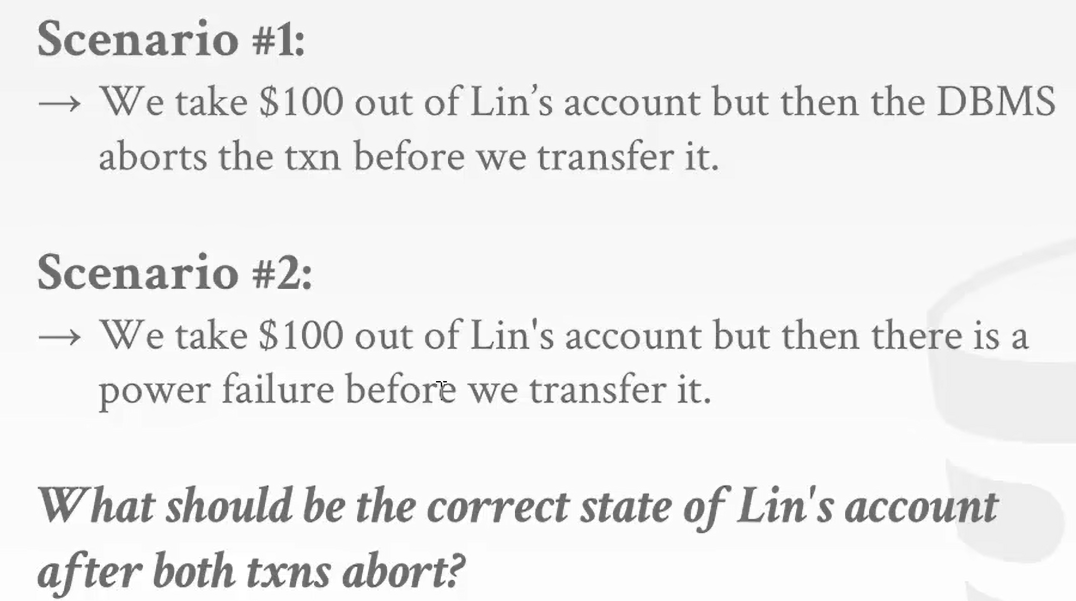 Scenario #1:
→ We take $100 out of Lin’s account but then the DBMS
aborts the txn before we transfer it.
Scenario #2:
→ We take $100 out of Lin's account but then there is a
power failure before we transfer it.
What should be the correct state of Lin's account
after both txns abort?